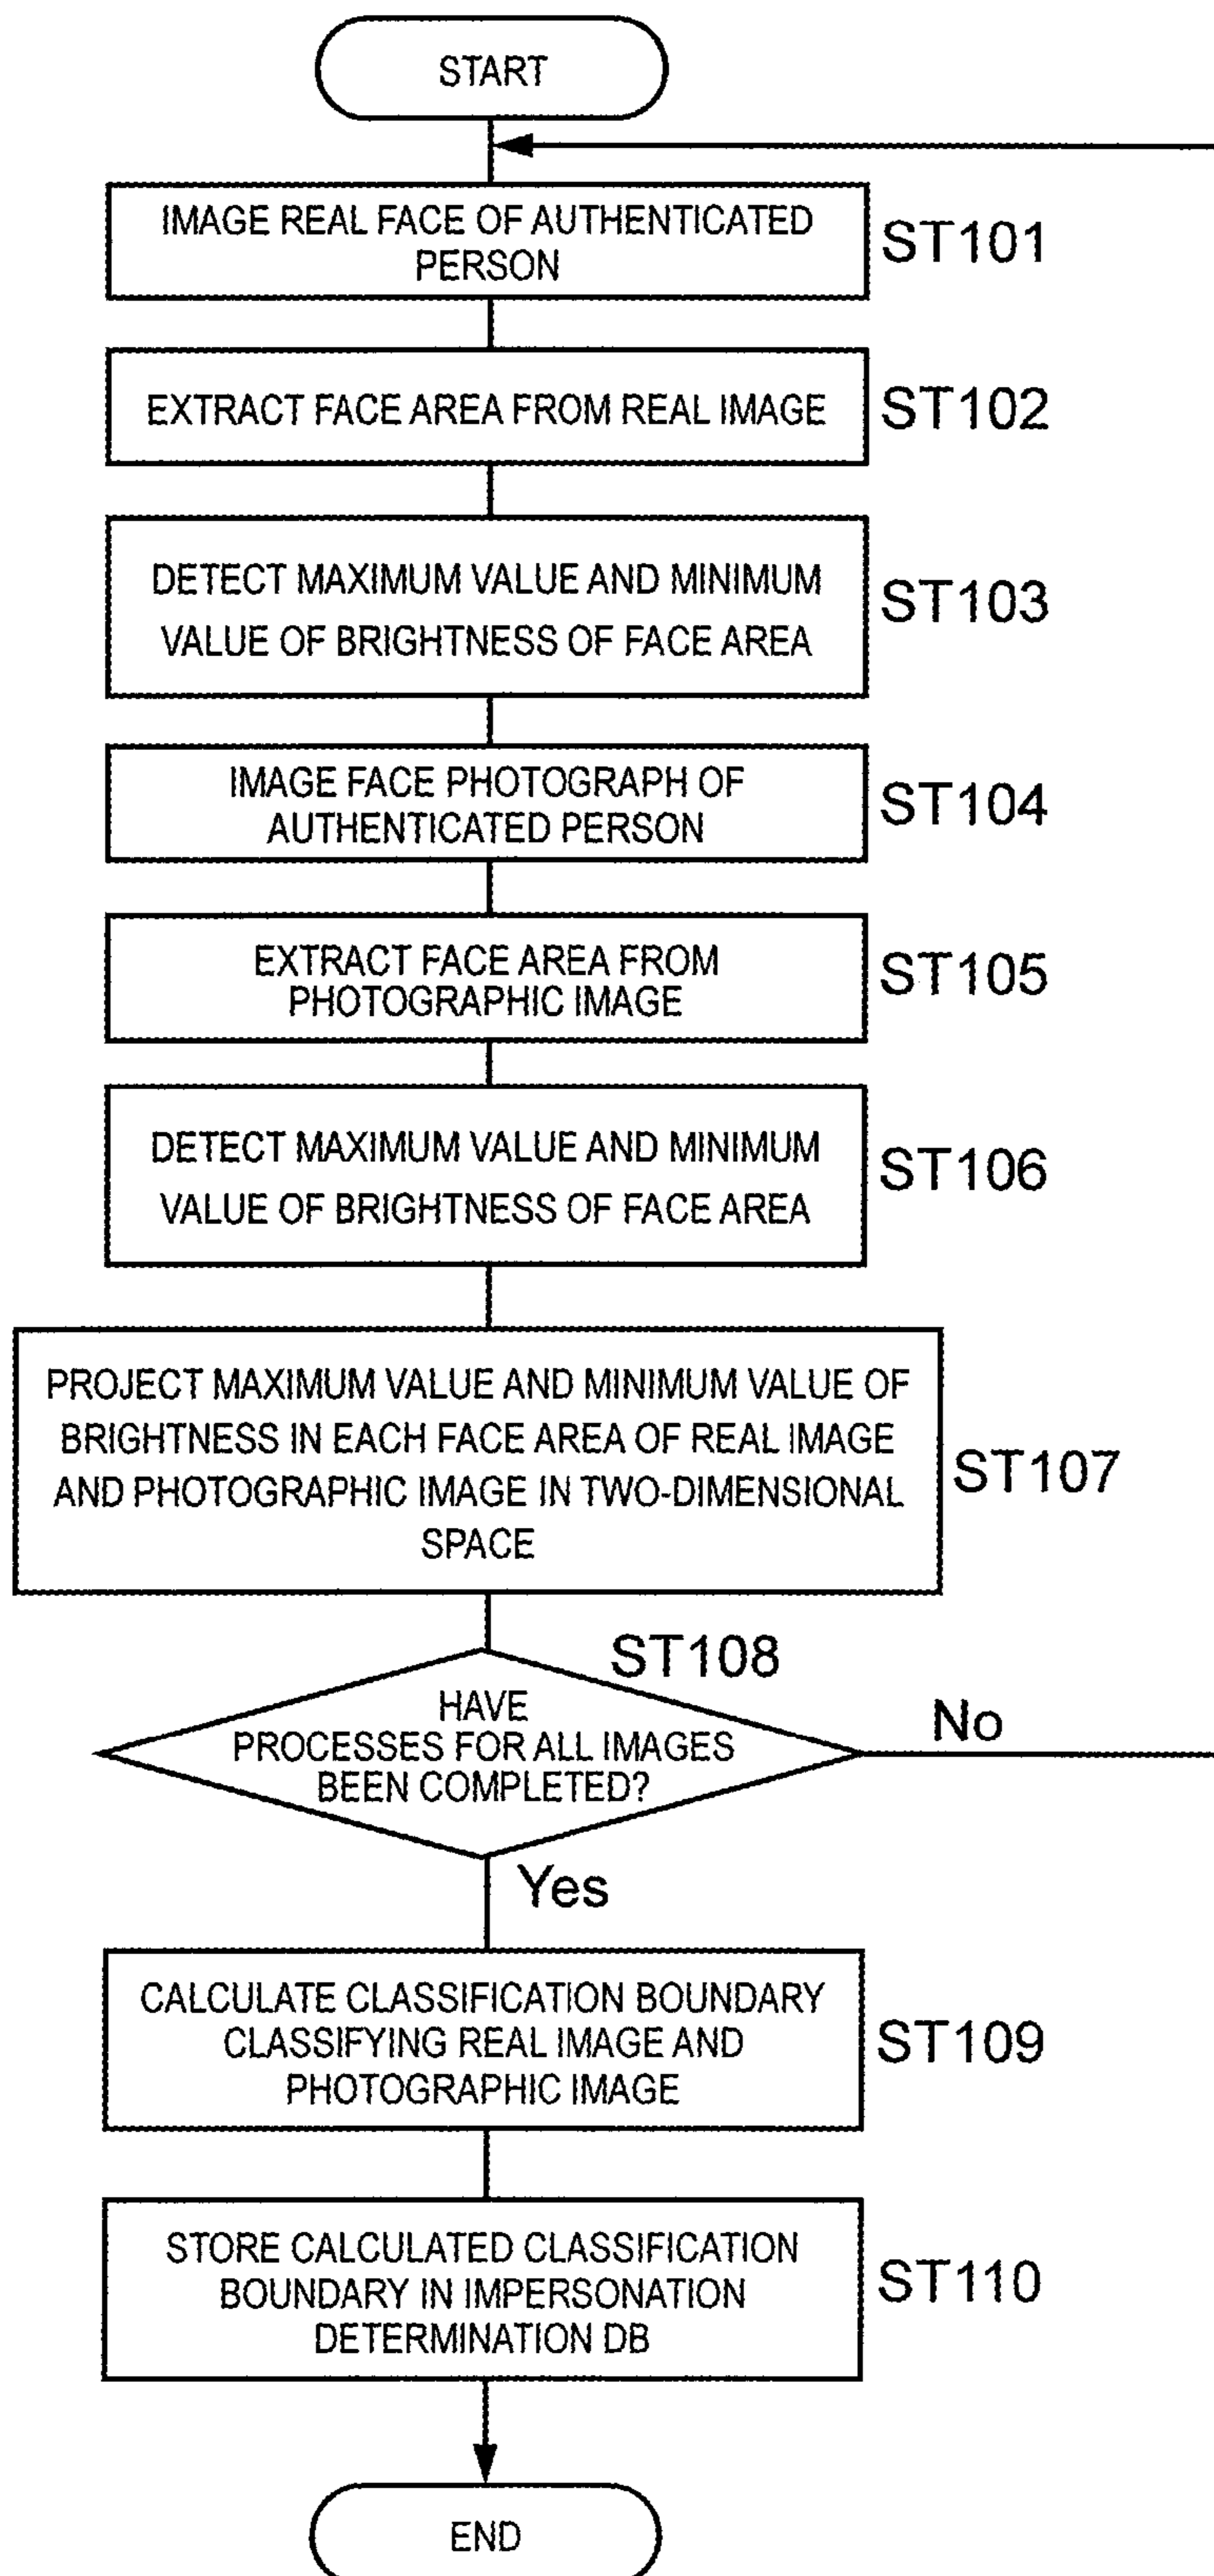 START
IMAGE REAL FACE OF AUTHENTICATED
PERSON
ST101
EXTRACT FACE AREA FROM REAL IMAGE
ST102
DETECT MAXIMUM VALUE AND MINIMUM
VALUE OF BRIGHTNESS OF FACE AREA
ST103
IMAGE FACE PHOTOGRAPH OF
AUTHENTICATED PERSON
ST104
EXTRACT FACE AREA FROM
PHOTOGRAPHIC IMAGE
ST105
DETECT MAXIMUM VALUE AND MINIMUM
VALUE OF BRIGHTNESS OF FACE AREA
ST106
PROJECT MAXIMUM VALUE AND MINIMUM VALUE OF
BRIGHTNESS IN EACH FACE AREA OF REAL IMAGE
AND PHOTOGRAPHIC IMAGE IN TWO-DIMENSIONAL
SPACE
ST107
ST108
HAVE
PROCESSES FOR ALL IMAGES
BEEN COMPLETED?
No
Yes
CALCULATE CLASSIFICATION BOUNDARY
CLASSIFYING REAL IMAGE AND
PHOTOGRAPHIC IMAGE
ST109
STORE CALCULATED CLASSIFICATION
BOUNDARY IN IMPERSONATION
DETERMINATION DB
ST110
END